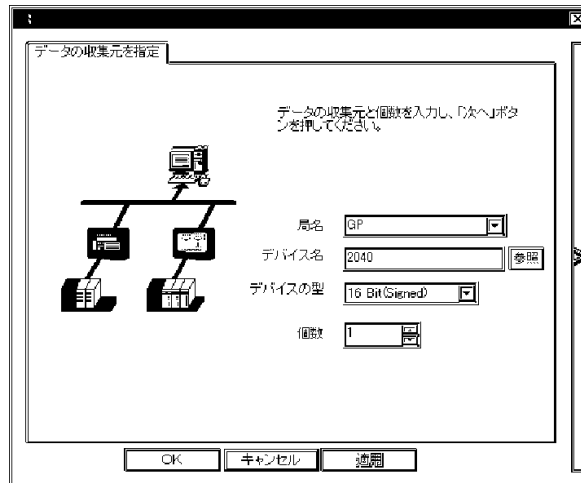 データの収集元を指定
データの収集元と個数を入力し、「次へ」ボタ
ンを押してください。
局名 GP
デバイス名 2040 参照
デバイスの型 16 Bit(Signed)
個数 1
OK キャンセル 適用